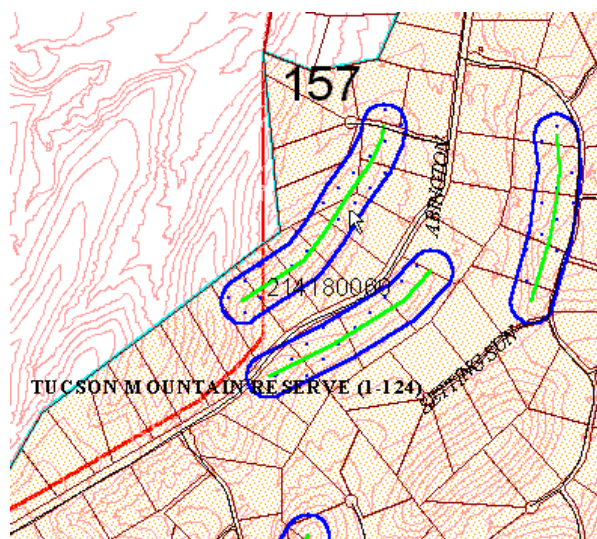 157
ABINGTON
214180060
TUCSON MOUNTAIN RESERVE (1-124)
SETTING SUN